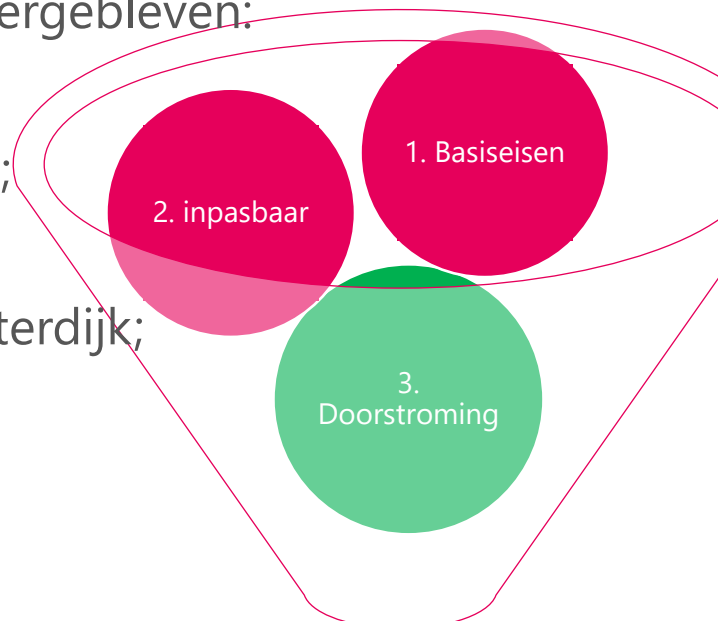 ergebleven:
1. Basiseisen
;
2. inpasbaar
terdijk;
3.
Doorstroming